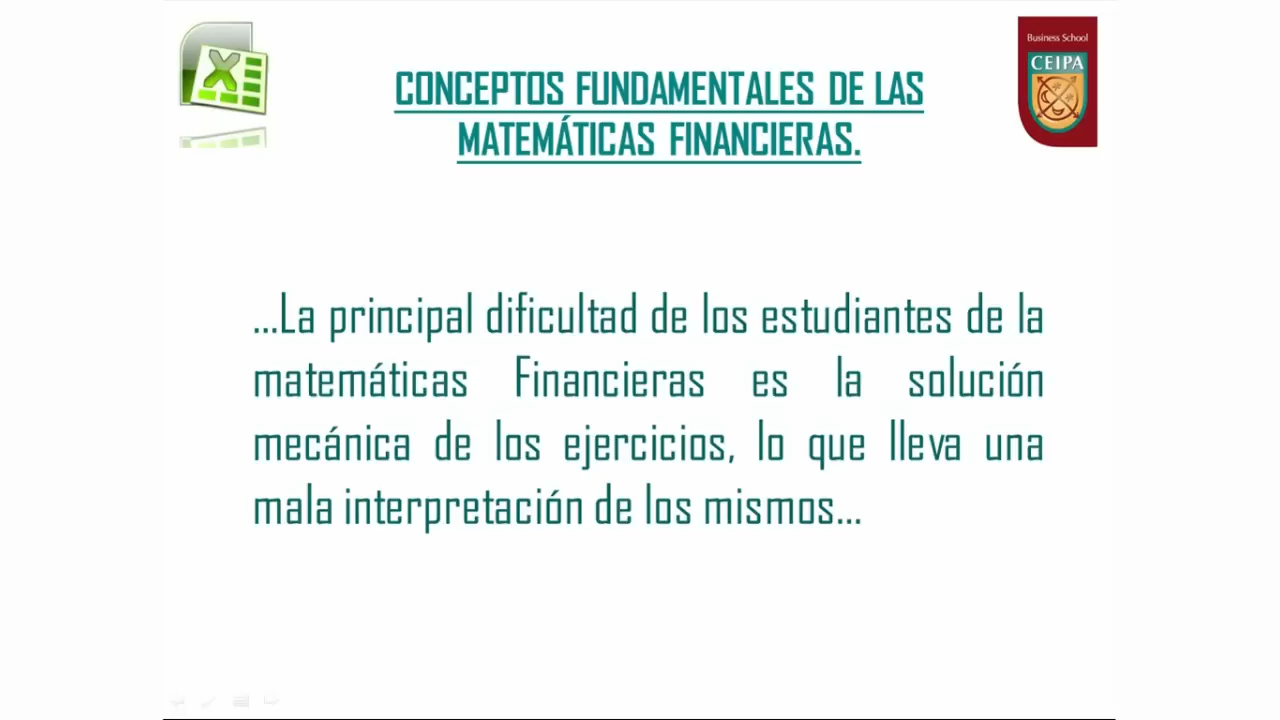 CONCEPTOS FUNDAMENTALES DE LAS
MATEMÁTICAS FINANCIERAS.
Business School
CEIPA
...La principal dificultad de los estudiantes de la
matemáticas Financieras es la solución
mecánica de los ejercicios, lo que lleva una
mala interpretación de los mismos...